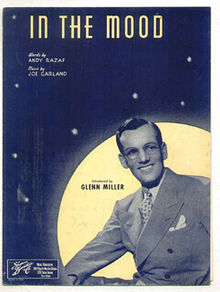 IN THE MOOD
Words by
ANDY RAZAF
Music by
JOE GARLAND
Introduced by
GLENN MILLER